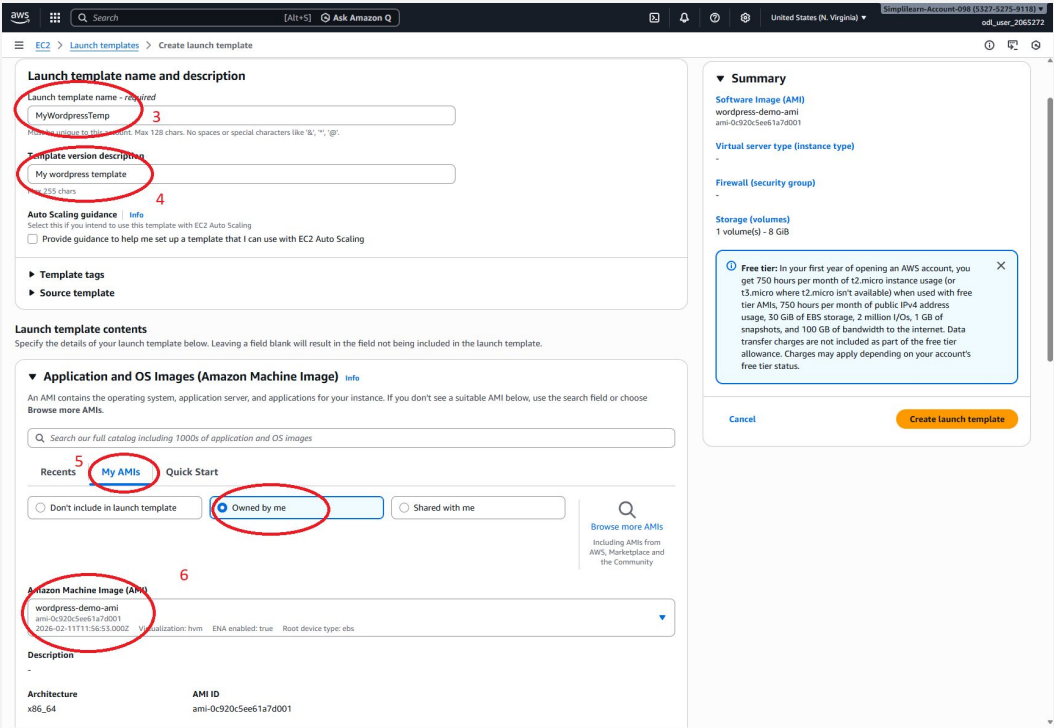 aws
Search
[Alt+S]
Ask Amazon Q
United States (N. Virginia) ▼
Simplilearn-Account-098 (5327-5275-9118) ▼
odl_user_2065272
EC2 > Launch templates > Create launch template
Launch template name and description
Launch template name - required
MyWordpressTemp
3
Must be unique to this account. Max 128 chars. No spaces or special characters like '&', '*', '@'.
Template version description
My wordpress template
Max 255 chars
4
Auto Scaling guidance | Info
Select this if you intend to use this template with EC2 Auto Scaling
Provide guidance to help me set up a template that I can use with EC2 Auto Scaling
Template tags
Source template
Launch template contents
Specify the details of your launch template below. Leaving a field blank will result in the field not being included in the launch template.
Application and OS Images (Amazon Machine Image) Info
An AMI contains the operating system, application server, and applications for your instance. If you don't see a suitable AMI below, use the search field or choose
Browse more AMIs.
Search our full catalog including 1000s of application and OS images
5
Recents
My AMIs
Quick Start
Don't include in launch template
Owned by me
Shared with me
Browse more AMIs
Including AMIs from
AWS, Marketplace and
the Community
6
Amazon Machine Image (AMI)
wordpress-demo-ami
ami-0c920c5ee61a7d001
2026-02-11T11:56:53.000Z Virtualization: hvm ENA enabled: true Root device type: ebs
Description
-
Architecture
x86_64
AMI ID
ami-0c920c5ee61a7d001
Summary
Software Image (AMI)
wordpress-demo-ami
ami-0c920c5ee61a7d001
Virtual server type (instance type)
-
Firewall (security group)
-
Storage (volumes)
1 volume(s) - 8 GiB
Free tier: In your first year of opening an AWS account, you
get 750 hours per month of t2.micro instance usage (or
t3.micro where t2.micro isn't available) when used with free
tier AMIs, 750 hours per month of public IPv4 address
usage, 30 GiB of EBS storage, 2 million I/Os, 1 GB of
snapshots, and 100 GB of bandwidth to the internet. Data
transfer charges are not included as part of the free tier
allowance. Charges may apply depending on your account's
free tier status.
Cancel
Create launch template